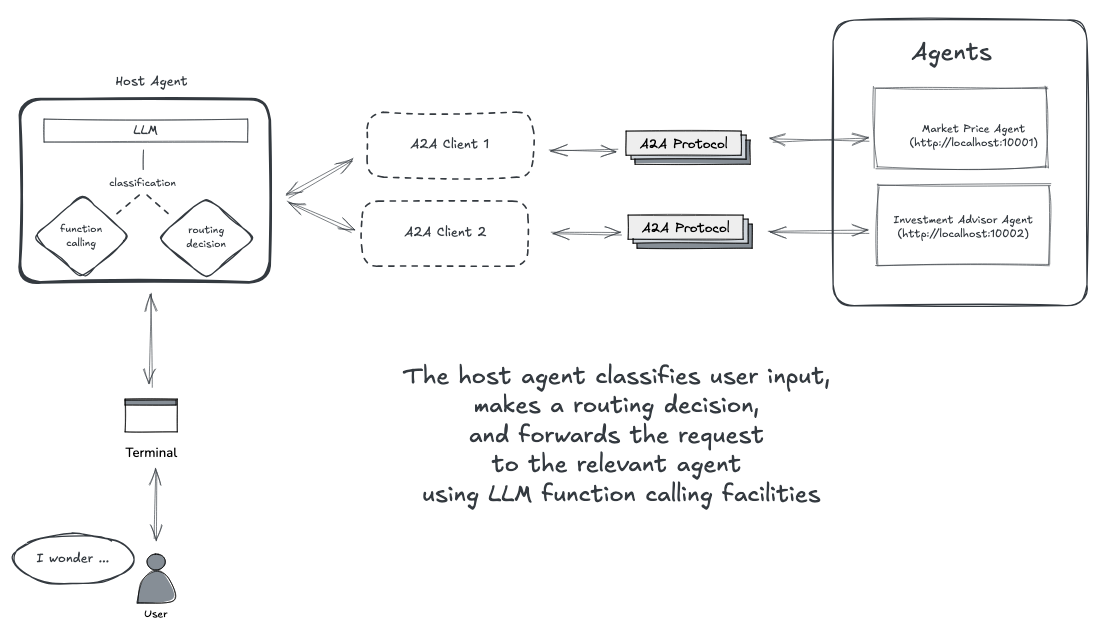 Agents
Host Agent
LLM
classification
function
calling
routing
decision
A2A Client 1
A2A Protocol
Market Price Agent
(http://localhost:10001)
A2A Client 2
A2A Protocol
Investment Advisor Agent
(http://localhost:10002)
The host agent classifies user input,
makes a routing decision,
and forwards the request
to the relevant agent
using LLM function calling facilities
Terminal
I wonder ...
User